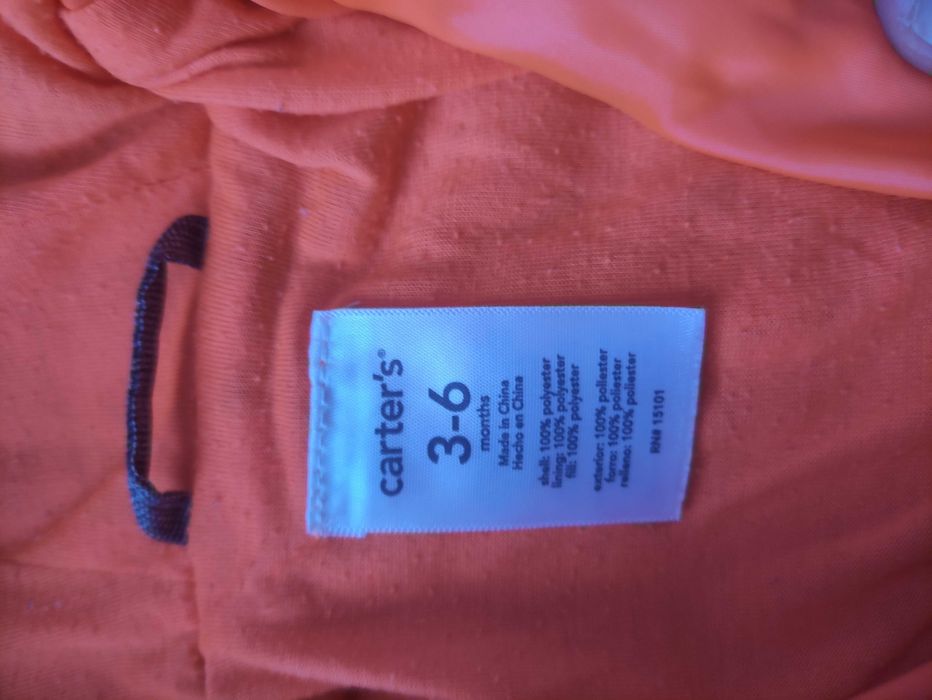 carter's®
3-6
months
Made in China
Hecho en China
shell: 100% polyester
lining: 100% polyester
fill: 100% polyester
exterior: 100% poliester
forro: 100% poliester
relleno: 100% poliester
RN# 15101